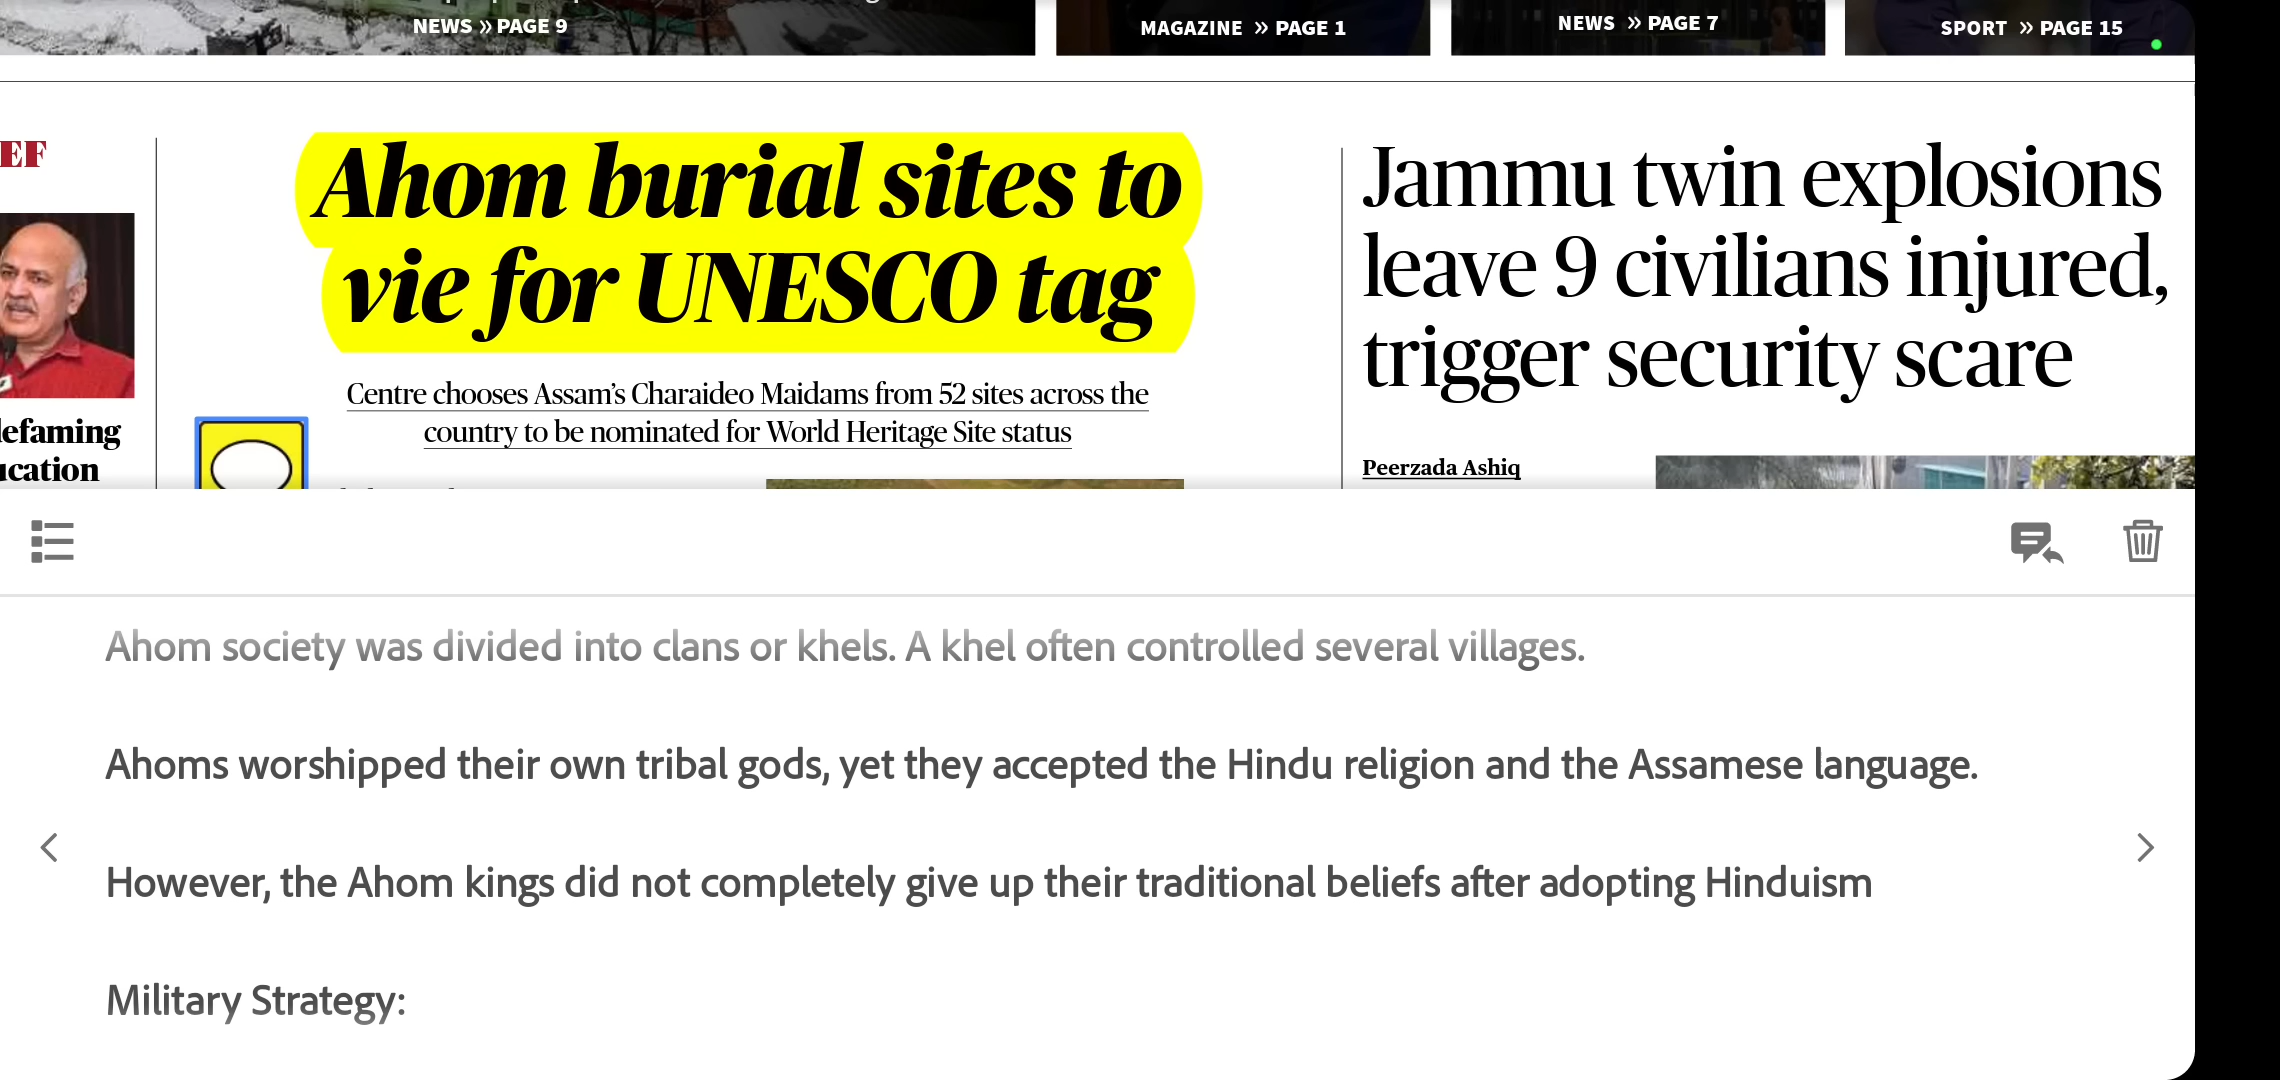 NEWS » PAGE 9
MAGAZINE » PAGE 1
NEWS » PAGE 7
SPORT » PAGE 15
EF
efaming
cation
Ahom burial sites to
vie for UNESCO tag
Centre chooses Assam's Charaideo Maidams from 52 sites across the
country to be nominated for World Heritage Site status
Jammu twin explosions
leave 9 civilians injured,
trigger security scare
Peerzada Ashiq
Ahom society was divided into clans or khels. A khel often controlled several villages.
Ahoms worshipped their own tribal gods, yet they accepted the Hindu religion and the Assamese language.
However, the Ahom kings did not completely give up their traditional beliefs after adopting Hinduism
Military Strategy: